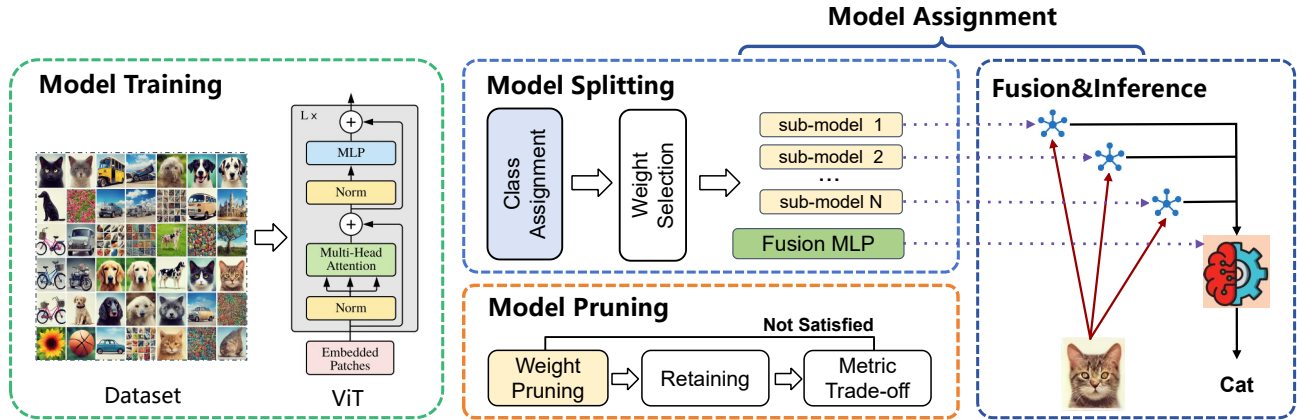 Model Assignment
Model Training
L ×
+
MLP
Norm
+
Multi-Head
Attention
Norm
Embedded
Patches
Dataset
ViT
Model Splitting
Class
Assignment
Weight
Selection
sub-model 1
sub-model 2
...
sub-model N
Fusion MLP
Model Pruning
Not Satisfied
Weight
Pruning
Retaining
Metric
Trade-off
Fusion&Inference
Cat